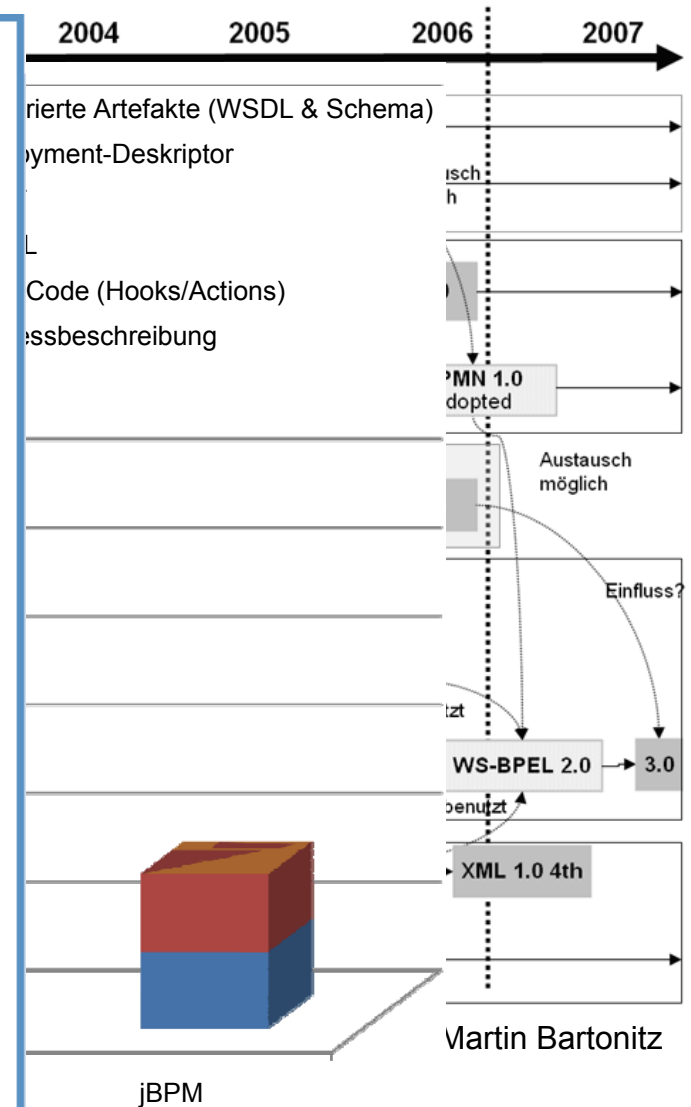 2004 2005 2006 2007
rierte Artefakte (WSDL & Schema)
oyment-Deskriptor
L
Code (Hooks/Actions)
essbeschreibung
usch
h
PMN 1.0
dopted
Austausch
möglich
Einfluss?
tzt
WS-BPEL 2.0
3.0
benutzt
XML 1.0 4th
Martin Bartonitz
jBPM